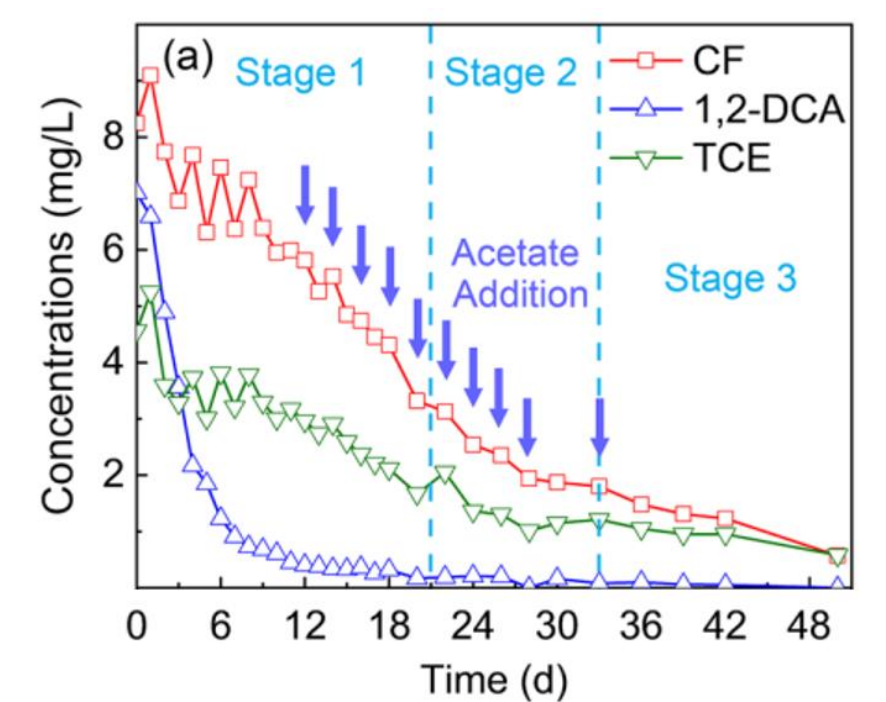 (a)
Stage 1
Stage 2
CF
1,2-DCA
TCE
Acetate
Addition
Stage 3
Concentrations (mg/L)
8
6
4
2
0 6 12 18 24 30 36 42 48
Time (d)